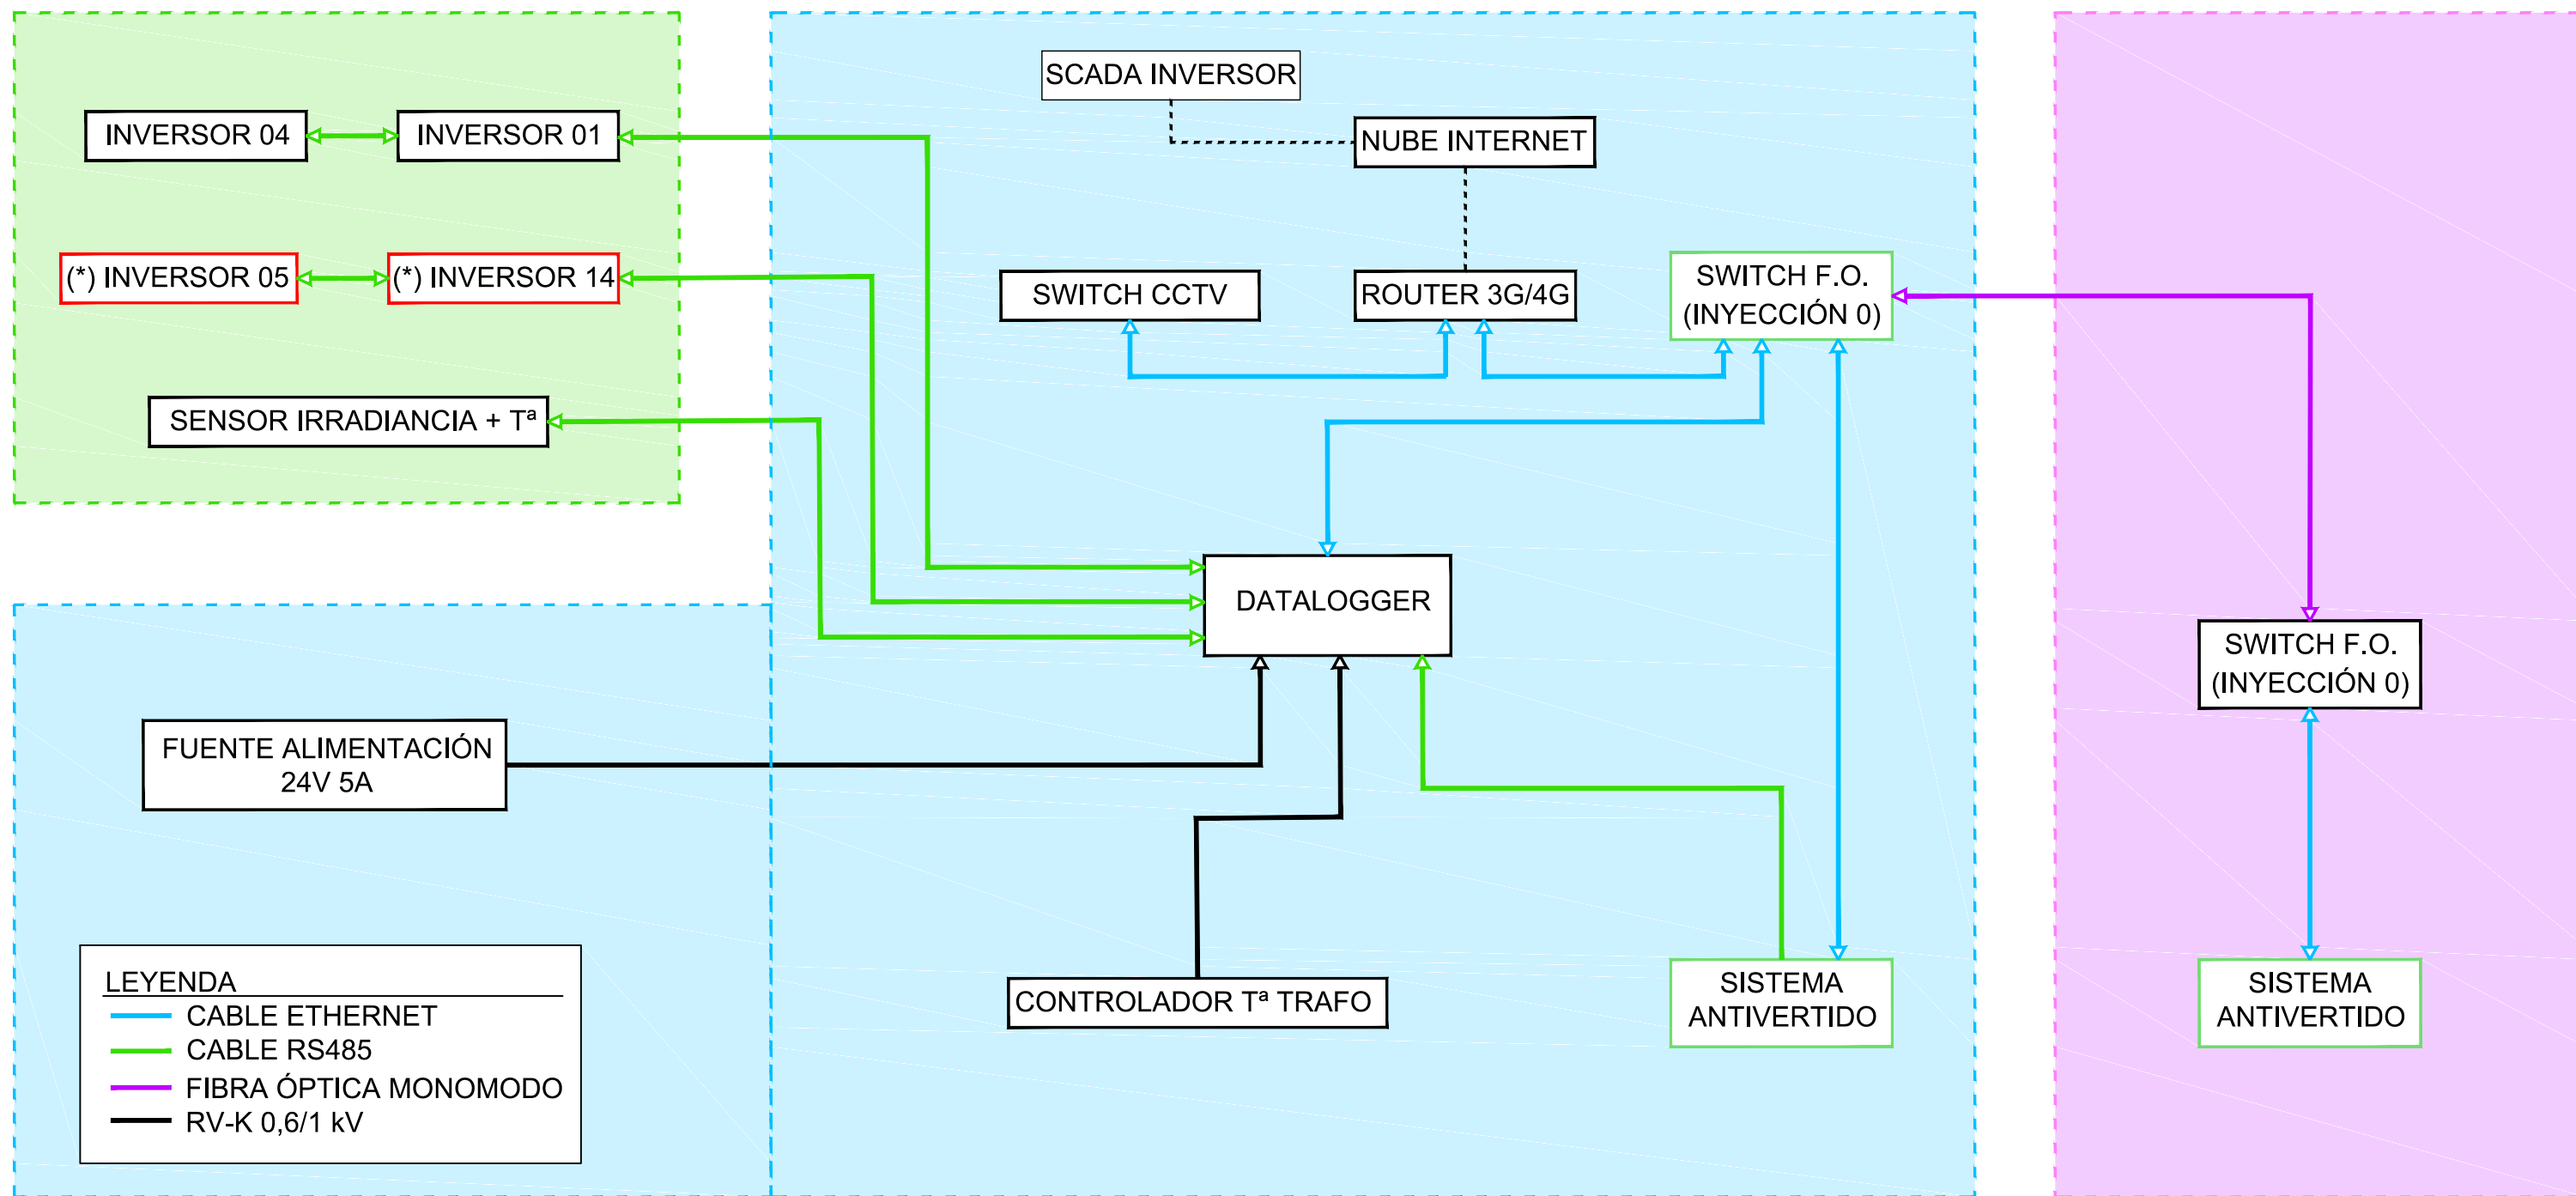 SCADA INVERSOR
INVERSOR 04
INVERSOR 01
NUBE INTERNET
(*) INVERSOR 05
(*) INVERSOR 14
SWITCH CCTV
ROUTER 3G/4G
SWITCH F.O.
(INYECCIÓN 0)
SENSOR IRRADIANCIA + Tª
DATALOGGER
SWITCH F.O.
(INYECCIÓN 0)
FUENTE ALIMENTACIÓN
24V 5A
CONTROLADOR Tª TRAFO
SISTEMA
ANTIVERTIDO
SISTEMA
ANTIVERTIDO
LEYENDA
CABLE ETHERNET
CABLE RS485
FIBRA ÓPTICA MONOMODO
RV-K 0,6/1 kV